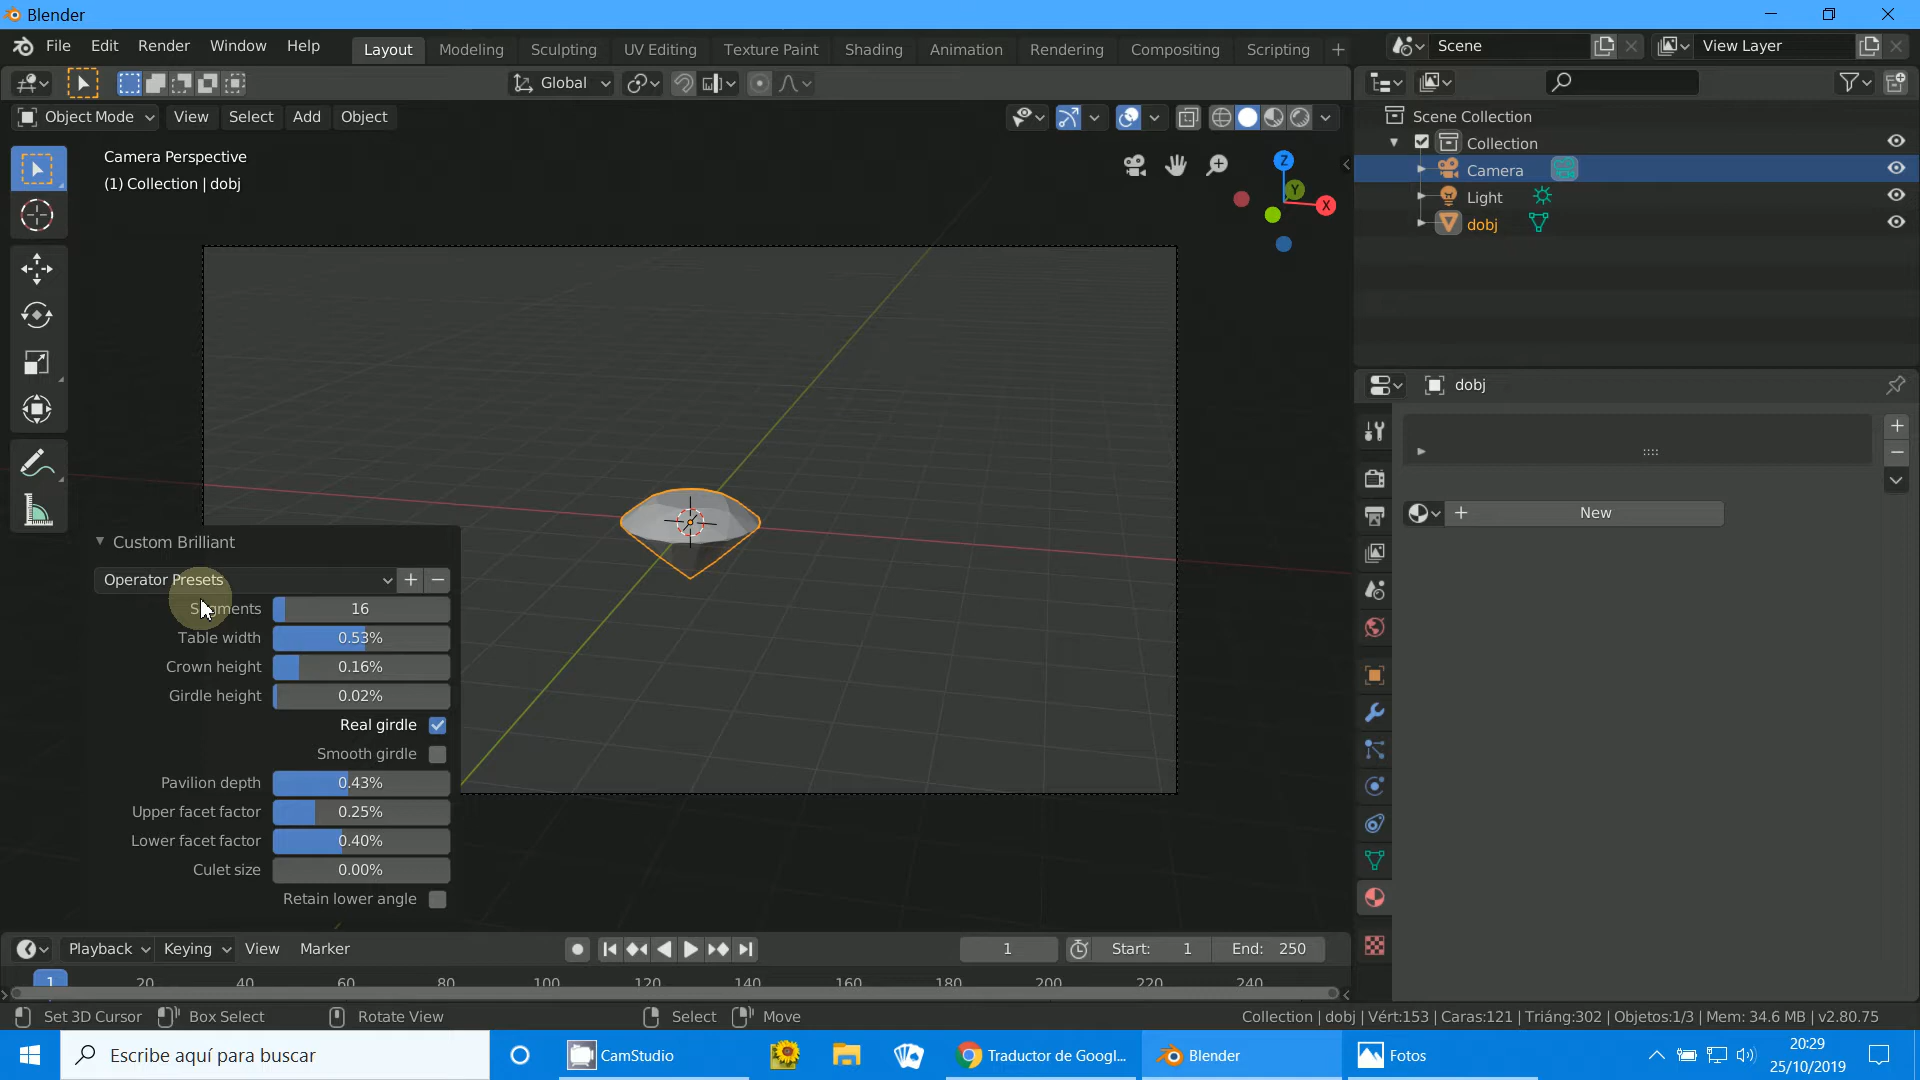 Blender
File Edit Render Window Help Layout Modeling Sculpting UV Editing Texture Paint Shading Animation Rendering Compositing Scripting + Scene View Layer
Global
Object Mode View Select Add Object
Camera Perspective
(1) Collection | dobj
Z
Y
X
Scene Collection
Collection
Camera
Light
dobj
dobj
New
Custom Brilliant
Operator Presets
Segments 16
Table width 0.53%
Crown height 0.16%
Girdle height 0.02%
Real girdle
Smooth girdle
Pavilion depth 0.43%
Upper facet factor 0.25%
Lower facet factor 0.40%
Culet size 0.00%
Retain lower angle
Playback Keying View Marker 1 Start: 1 End: 250
1 20 40 60 80 100 120 140 160 180 200 220 240
Set 3D Cursor Box Select Rotate View Select Move Collection | dobj | Vért:153 | Caras:121 | Triáng:302 | Objetos:1/3 | Mem: 34.6 MB | v2.80.75
Escribe aquí para buscar CamStudio Traductor de Googl... Blender Fotos 20:29
25/10/2019